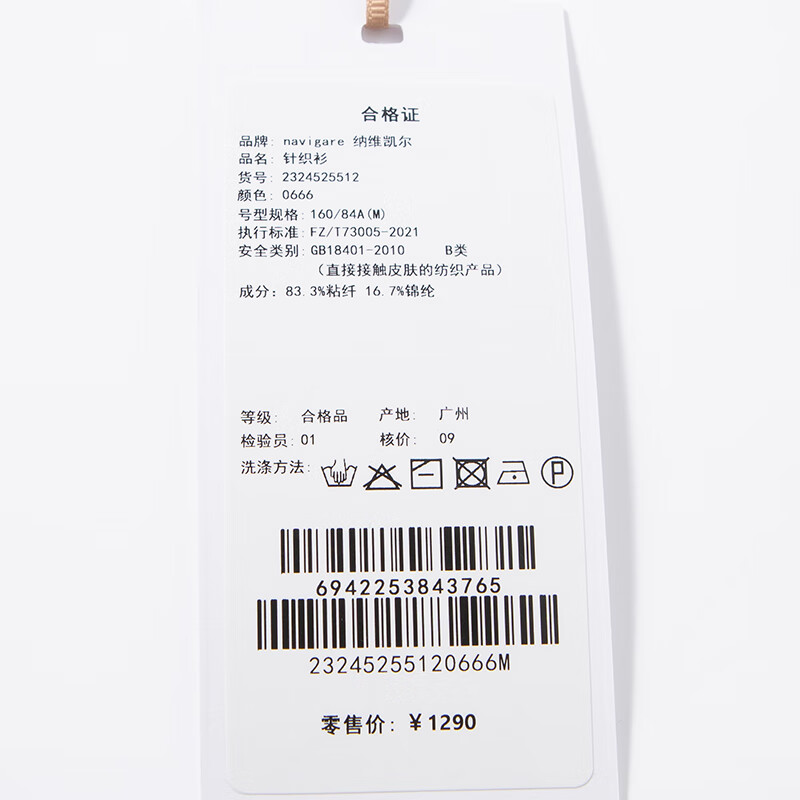 合格证
品牌: navigare 纳维凯尔
品名: 针织衫
货号: 2324525512
颜色: 0666
号型规格: 160/84A(M)
执行标准: FZ/T73005-2021
安全类别: GB18401-2010 B类
（直接接触皮肤的纺织产品）
成分: 83.3%粘纤 16.7%锦纶
等级: 合格品 产地: 广州
检验员: 01 核价: 09
洗涤方法: P
6942253843765
23245255120666M
零售价: ￥1290